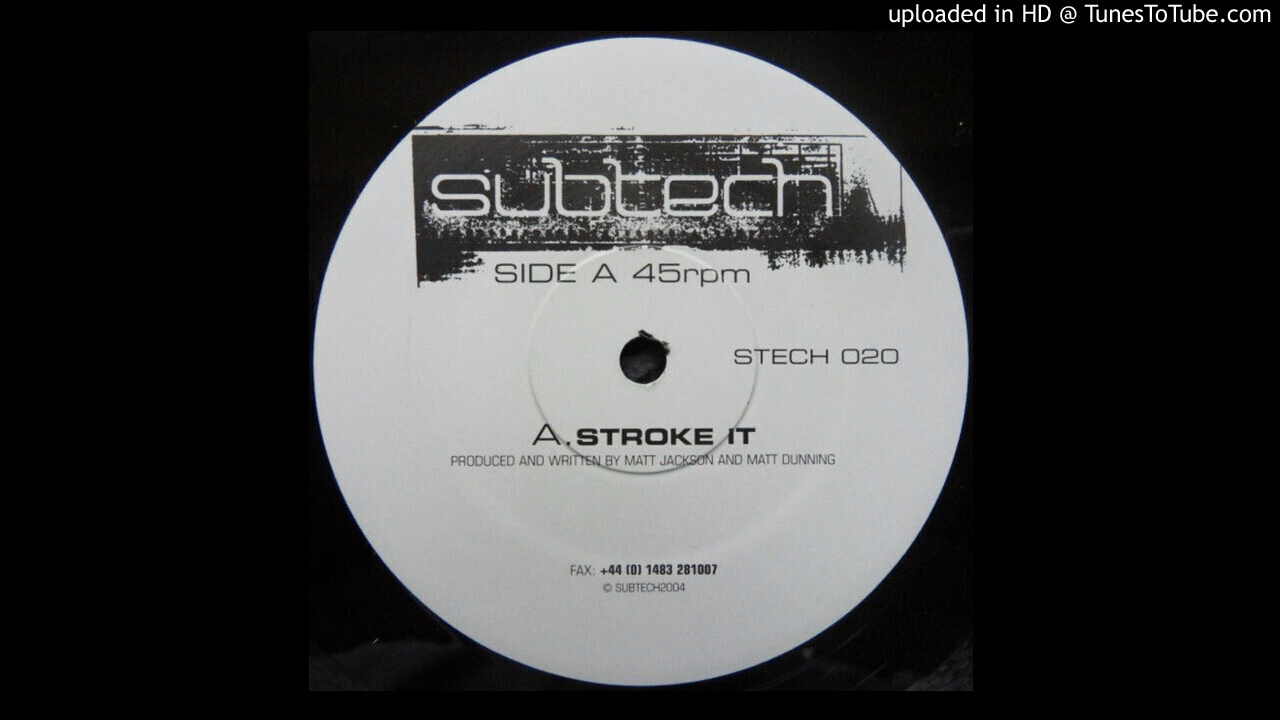 uploaded in HD @ TunesToTube.com
subtech
SIDE A 45rpm
STECH 020
A. STROKE IT
PRODUCED AND WRITTEN BY MATT JACKSON AND MATT DUNNING
FAX: +44 (0) 1483 281007
© SUBTECH2004